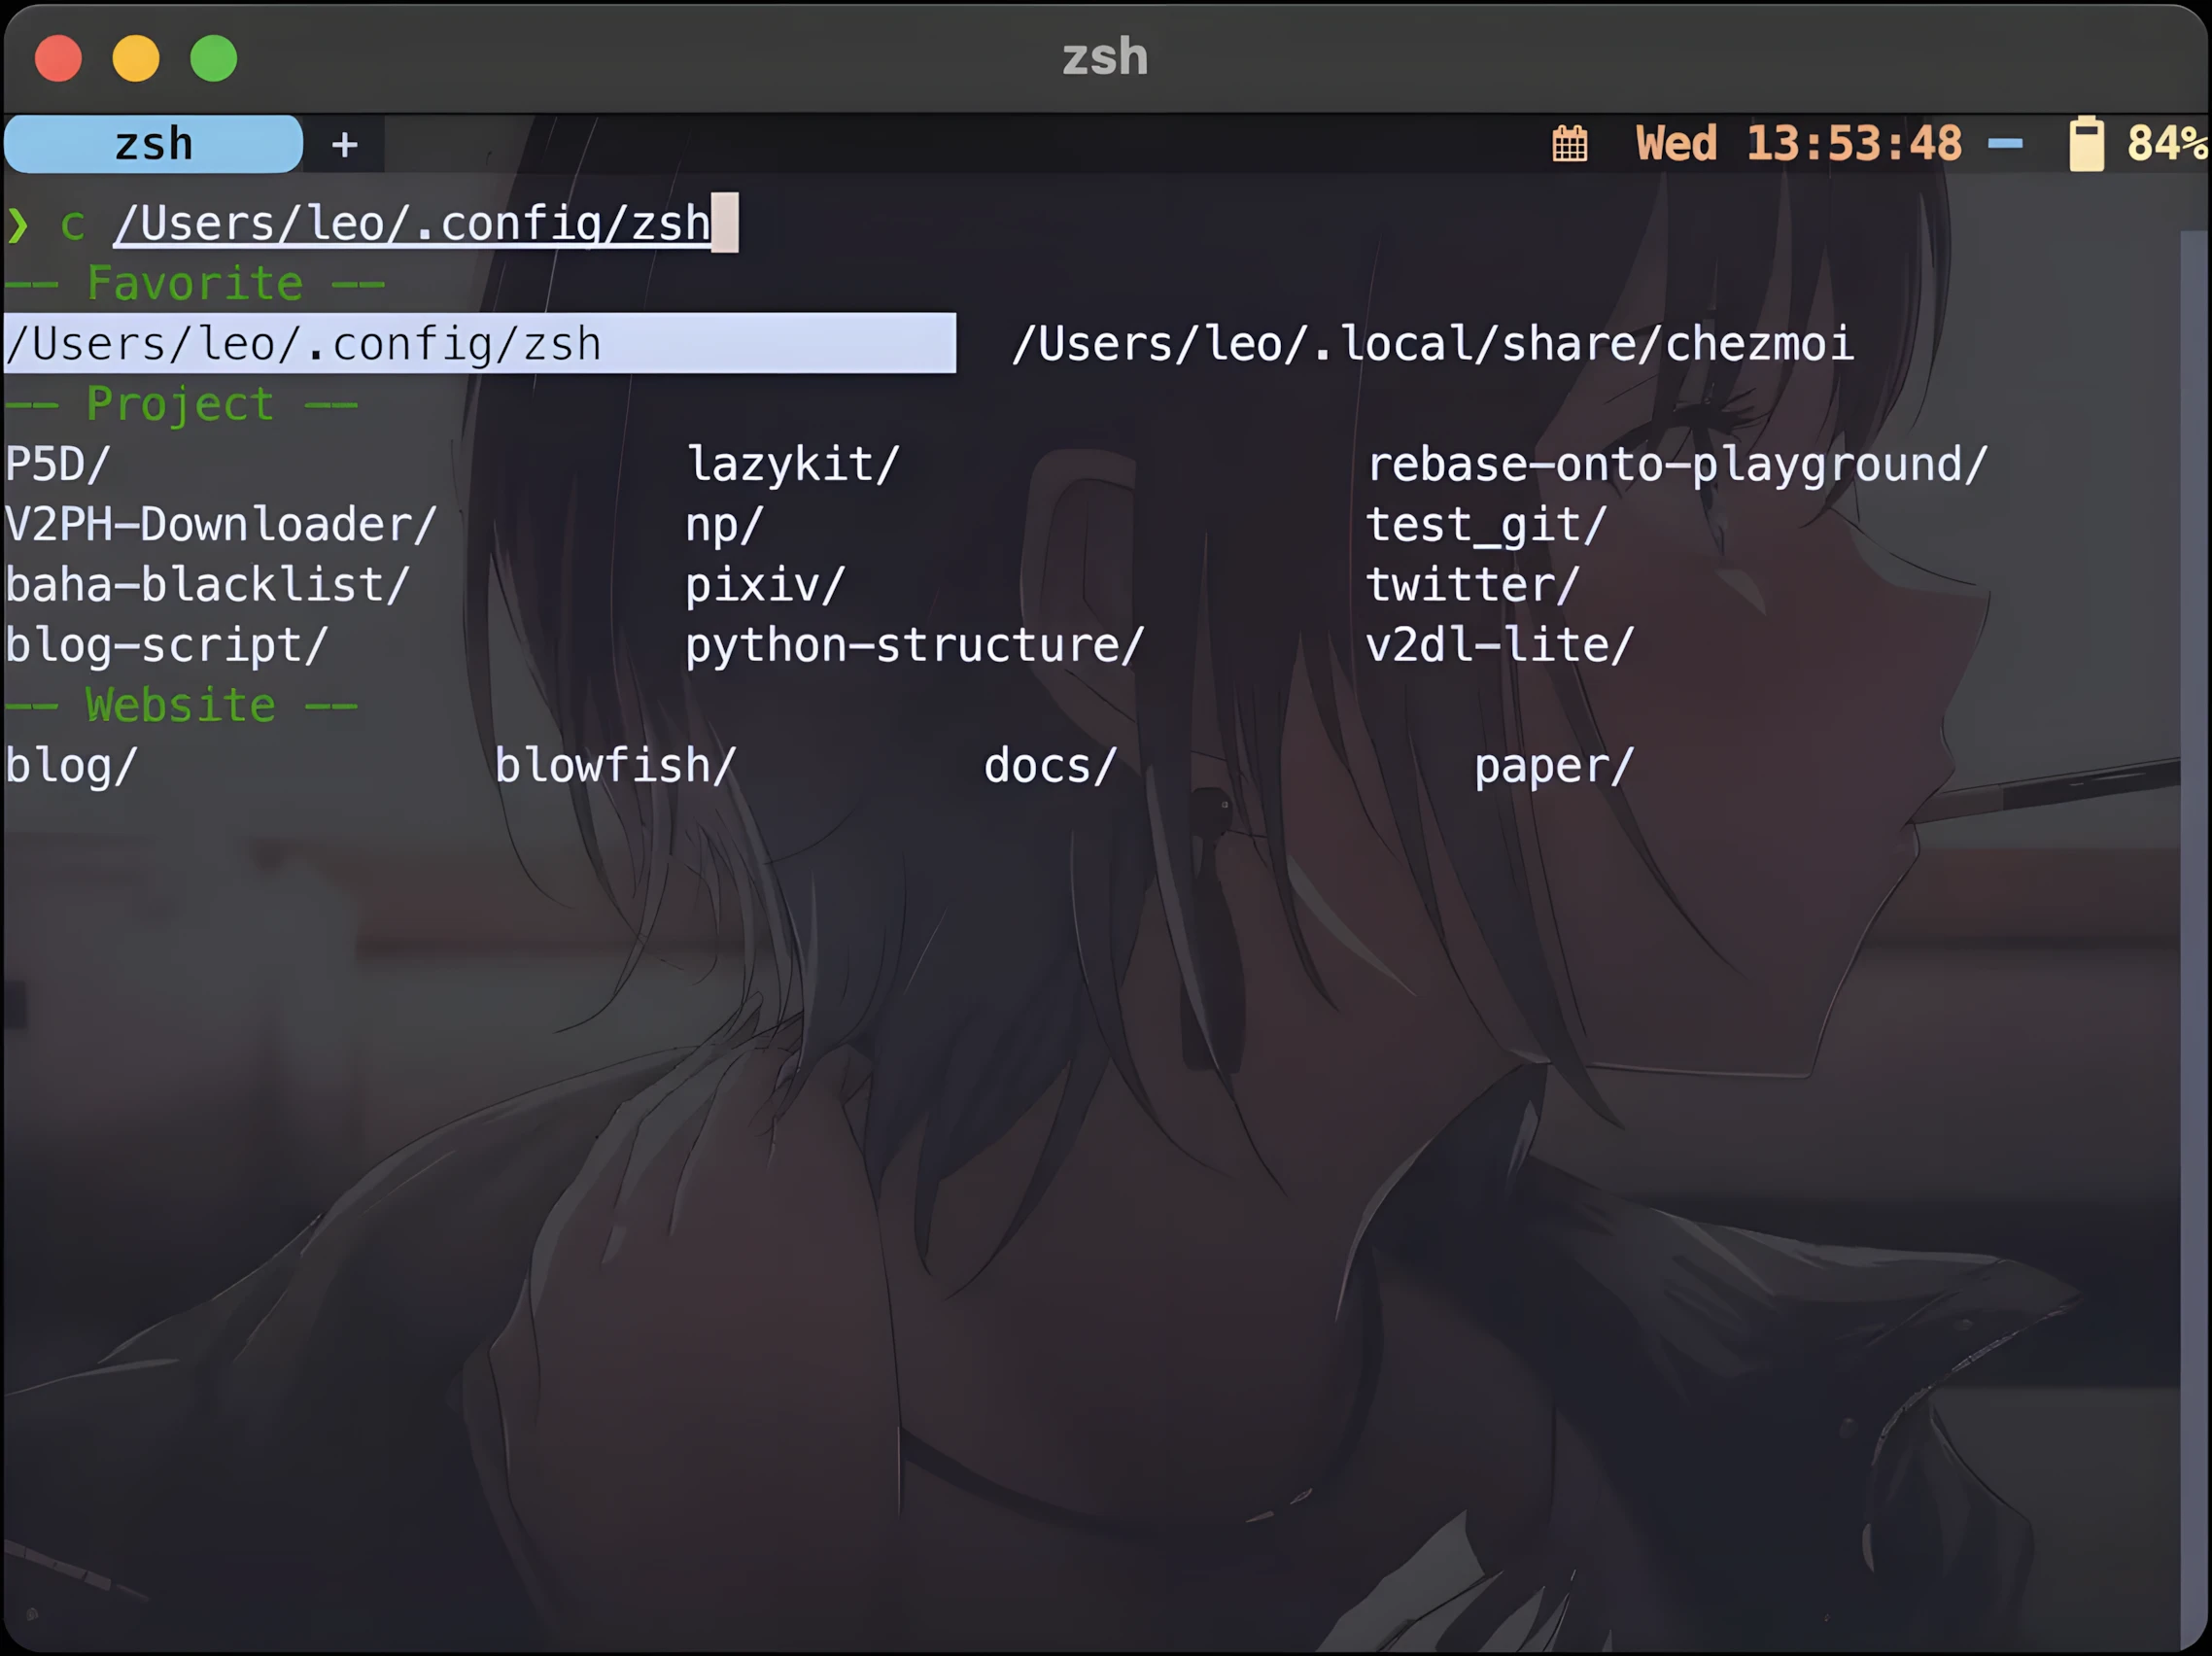 zsh
zsh + Wed 13:53:48 84%
❯ c /Users/leo/.config/zsh
-- Favorite --
/Users/leo/.config/zsh /Users/leo/.local/share/chezmoi
-- Project --
P5D/ lazykit/ rebase-onto-playground/
V2PH-Downloader/ np/ test_git/
baha-blacklist/ pixiv/ twitter/
blog-script/ python-structure/ v2dl-lite/
-- Website --
blog/ blowfish/ docs/ paper/